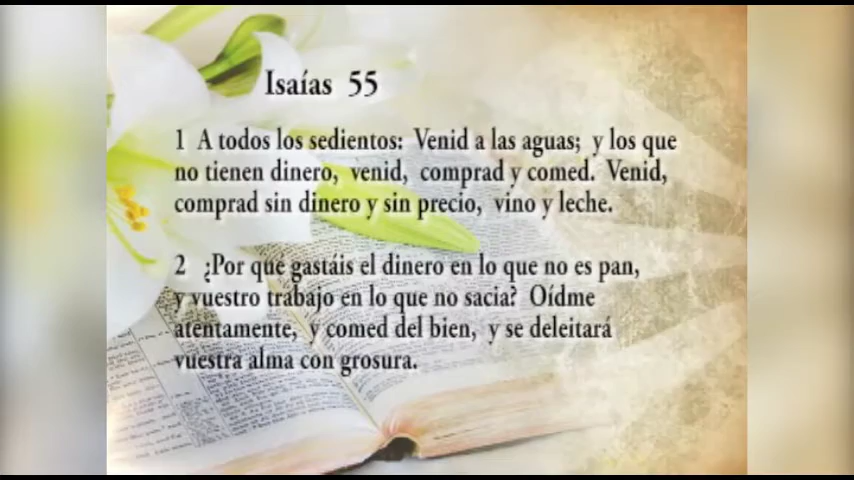 Isaías 55
1 A todos los sedientos: Venid a las aguas; y los que
no tienen dinero, venid, comprad y comed. Venid,
comprad sin dinero y sin precio, vino y leche.
2 ¿Por qué gastáis el dinero en lo que no es pan,
y vuestro trabajo en lo que no sacia? Oídme
atentamente, y comed del bien, y se deleitará
vuestra alma con grosura.